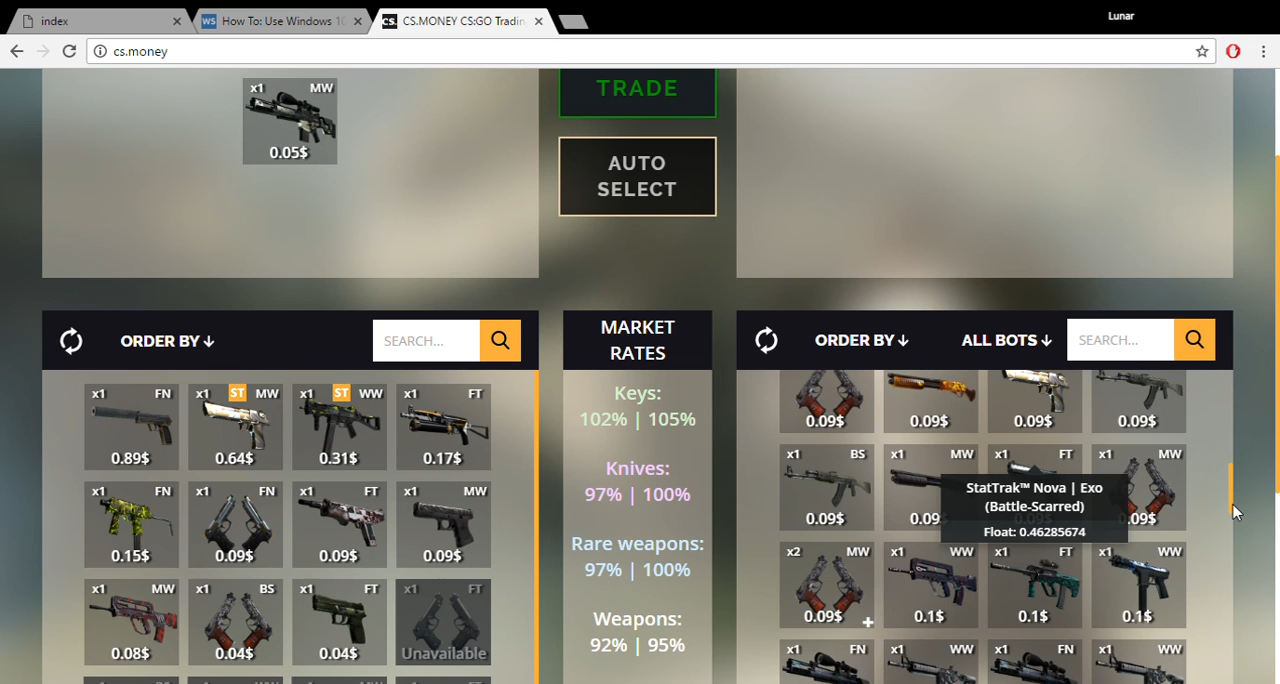 Lunar
index
WS How To: Use Windows 10
CS. CS.MONEY CS:GO Tradin
cs.money
x1 MW
0.05$
TRADE
AUTO
SELECT
ORDER BY
SEARCH...
MARKET
RATES
ORDER BY
ALL BOTS
SEARCH...
x1 FN
x1 ST MW
x1 ST WW
x1 FT
0.89$
0.64$
0.31$
0.17$
x1 FN
x1 FN
x1 FT
x1 MW
0.15$
0.09$
0.09$
0.09$
x1 MW
x1 BS
x1 FT
x1 FT
0.08$
0.04$
0.04$
Unavailable
Keys:
102% | 105%
Knives:
97% | 100%
Rare weapons:
97% | 100%
Weapons:
92% | 95%
0.09$
0.09$
0.09$
0.09$
x1 BS
x1 MW
x1 FT
x1 MW
StatTrak™ Nova | Exo
(Battle-Scarred)
Float: 0.46285674
0.09$
0.09$
0.09$
x2 MW
x1 WW
x1 WW
x1 WW
0.09$ +
0.1$
0.1$
0.1$
x1 FN
x1 WW
x1 FN
x1 WW